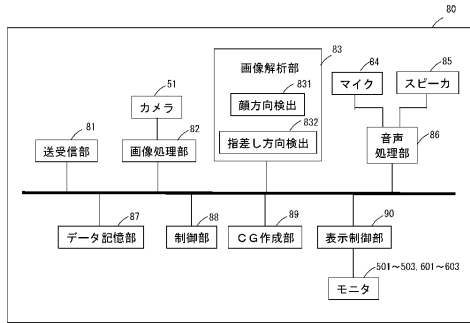 80
83
画像解析部
831
顔方向検出
832
指差し方向検出
51
カメラ
84
マイク
85
スピーカ
81
送受信部
82
画像処理部
86
音声
処理部
87
データ記憶部
88
制御部
89
CG作成部
90
表示制御部
501~503, 601~603
モニタ